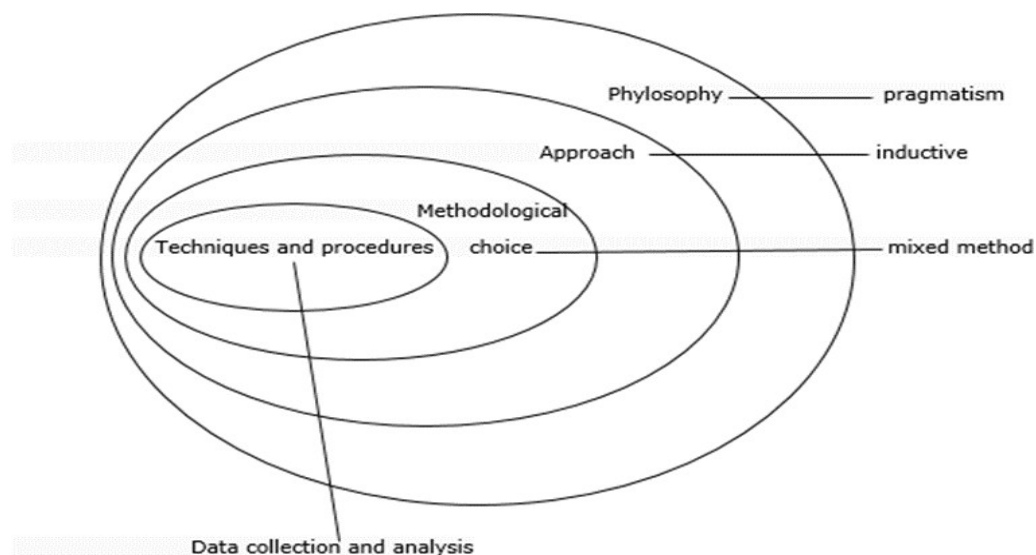 Phylosophy pragmatism
Approach inductive
Methodological
Techniques and procedures choice mixed method
Data collection and analysis